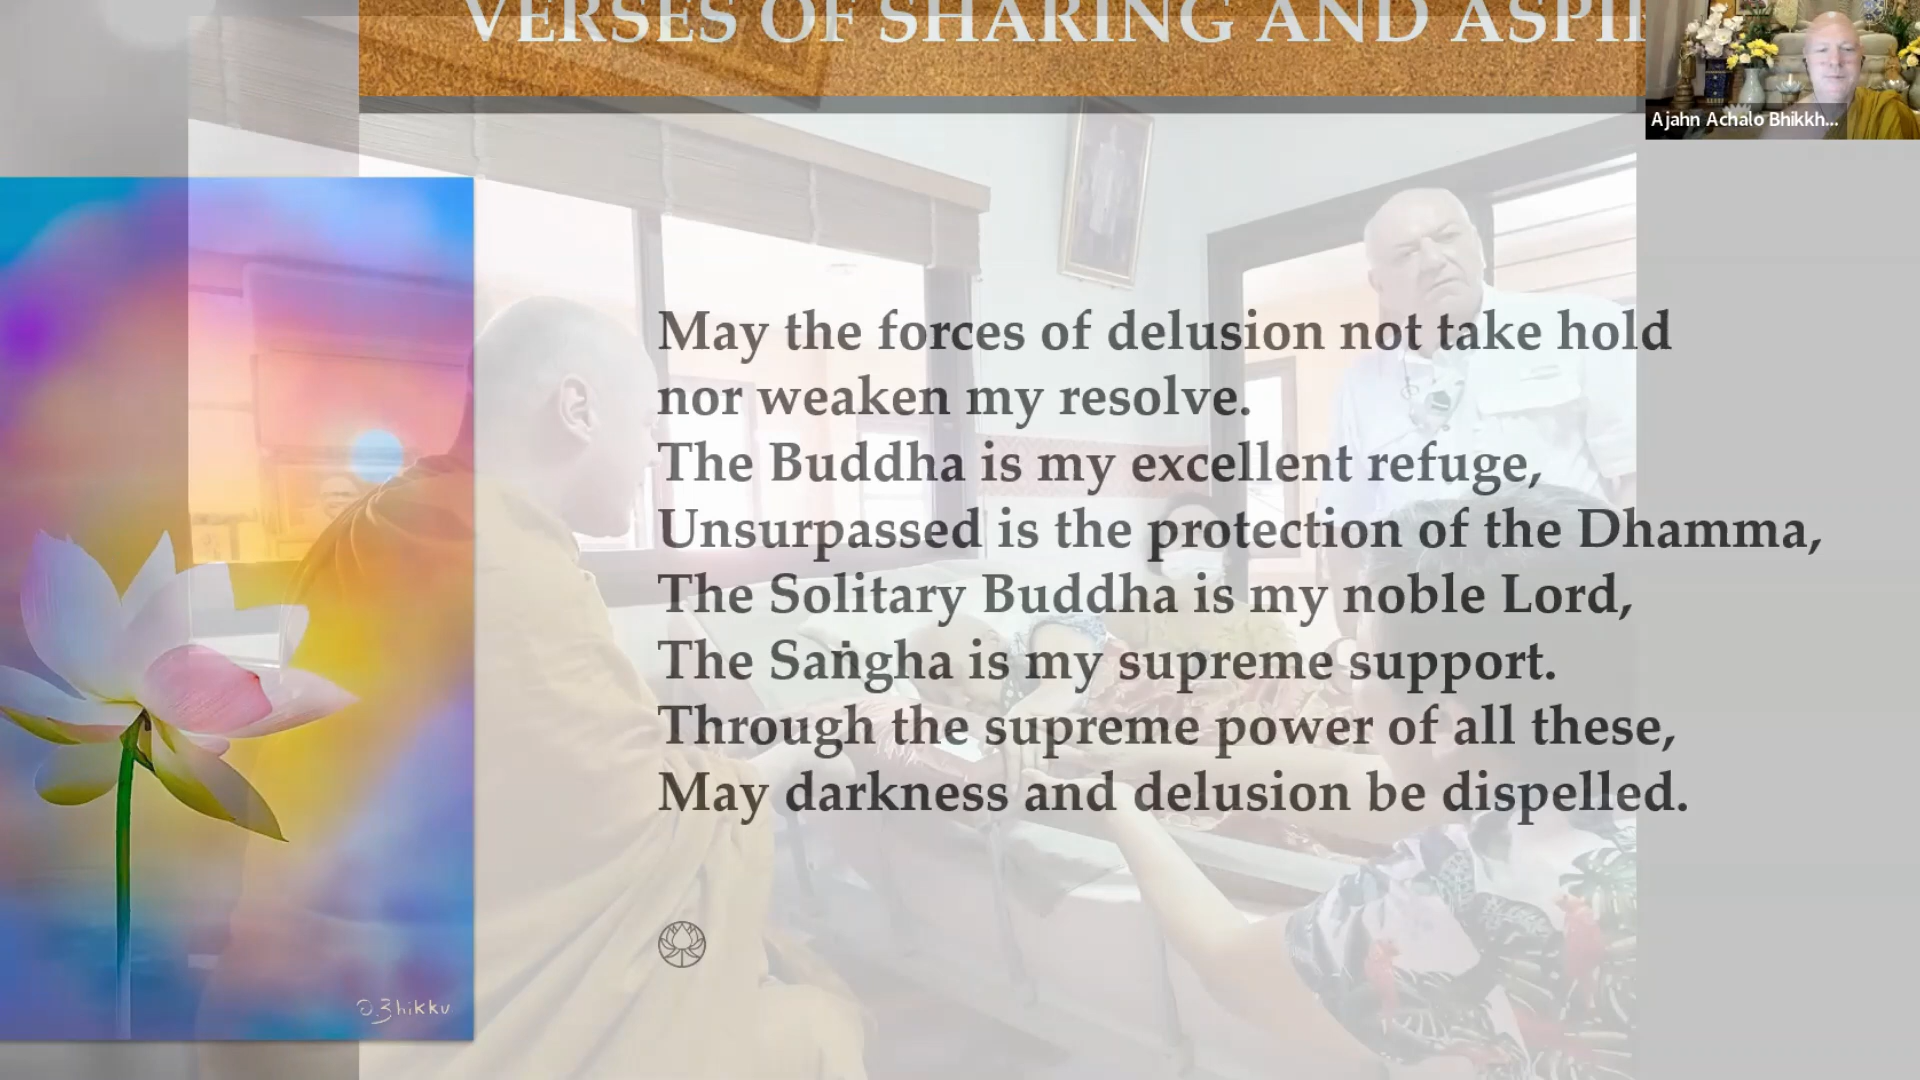 VERSES OF SHARING AND ASPI
Ajahn Achalo Bhikkh...
May the forces of delusion not take hold
nor weaken my resolve.
The Buddha is my excellent refuge,
Unsurpassed is the protection of the Dhamma,
The Solitary Buddha is my noble Lord,
The Saṅgha is my supreme support.
Through the supreme power of all these,
May darkness and delusion be dispelled.
O.Bhikku